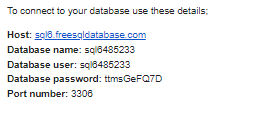 To connect to your database use these details;
Host: sql6.freesqldatabase.com
Database name: sql6485233
Database user: sql6485233
Database password: ttmsGeFQ7D
Port number: 3306